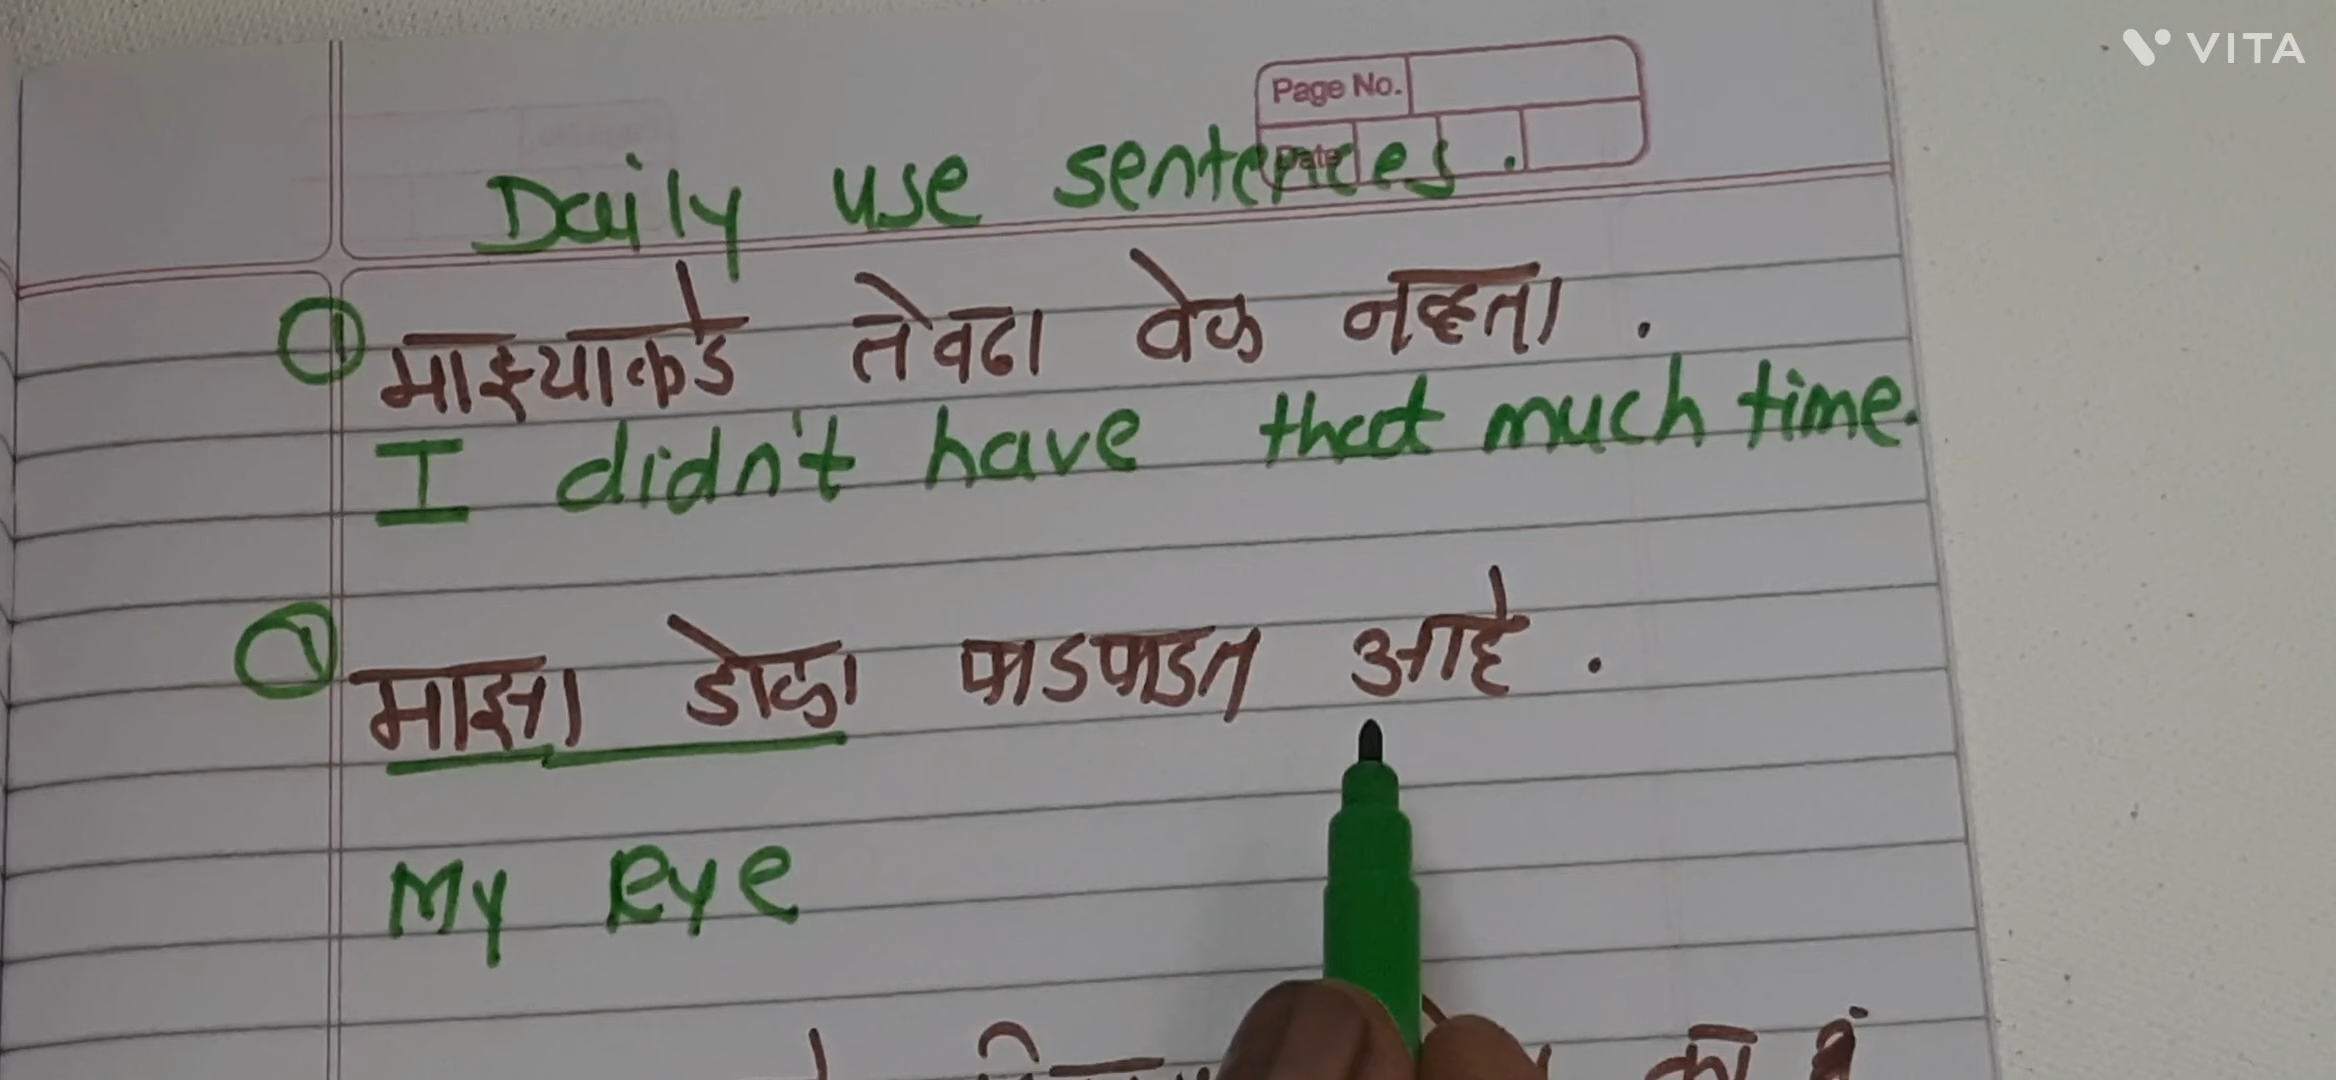 VITA
Page No.
Date
Daily use sentences.
① माझ्याकडे तेवढा वेळ नव्हता .
I didn't have that much time.
माझा डोळा फडफडत आहे .
My eye